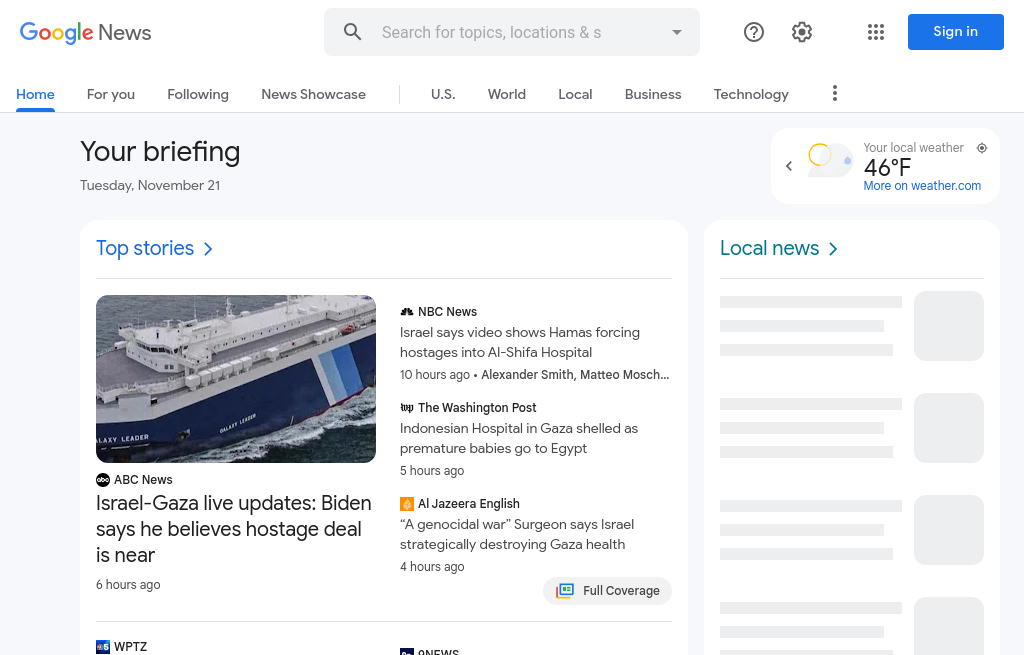 Google News
Search for topics, locations & s
Sign in
Home
For you
Following
News Showcase
U.S.
World
Local
Business
Technology
Your briefing
Tuesday, November 21
Your local weather
46°F
More on weather.com
Top stories
Local news
GALAXY LEADER
ALAXY LEADER
abc ABC News
Israel-Gaza live updates: Biden
says he believes hostage deal
is near
6 hours ago
NBC News
Israel says video shows Hamas forcing
hostages into Al-Shifa Hospital
10 hours ago • Alexander Smith, Matteo Mosch...
wp The Washington Post
Indonesian Hospital in Gaza shelled as
premature babies go to Egypt
5 hours ago
Al Jazeera English
“A genocidal war” Surgeon says Israel
strategically destroying Gaza health
4 hours ago
Full Coverage
5 WPTZ
9NEWS